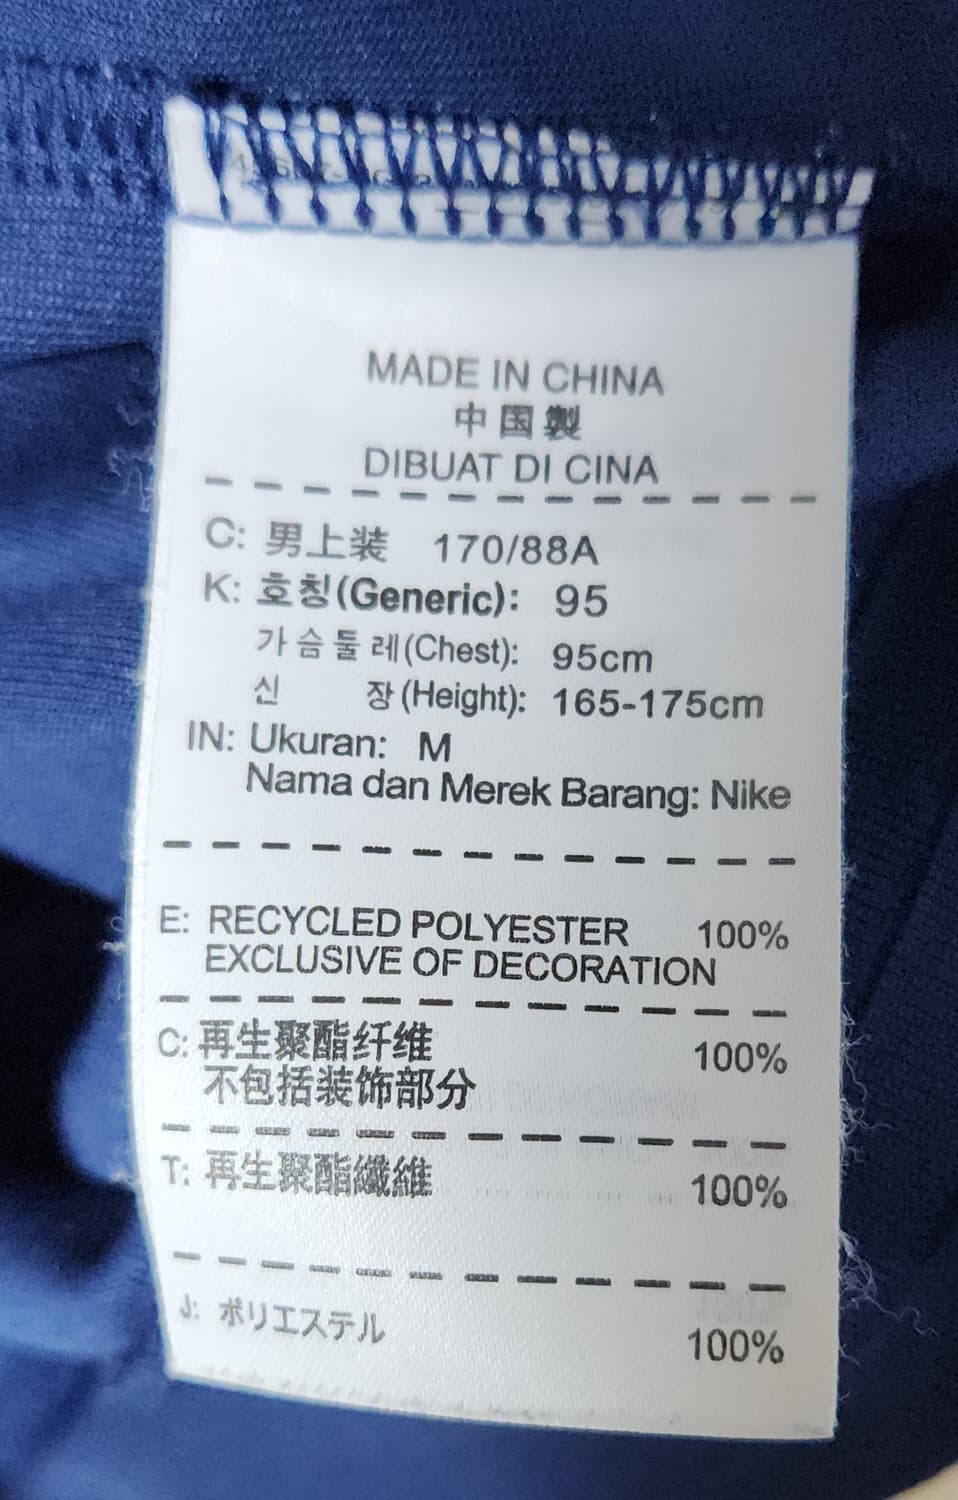 MADE IN CHINA
中国製
DIBUAT DI CINA
C: 男上装 170/88A
K: 호칭(Generic): 95
가슴둘레(Chest): 95cm
신 장(Height): 165-175cm
IN: Ukuran: M
Nama dan Merek Barang: Nike
E: RECYCLED POLYESTER 100%
EXCLUSIVE OF DECORATION
C: 再生聚酯纤维 100%
不包括装饰部分
T: 再生聚酯纖維 100%
J: ポリエステル 100%